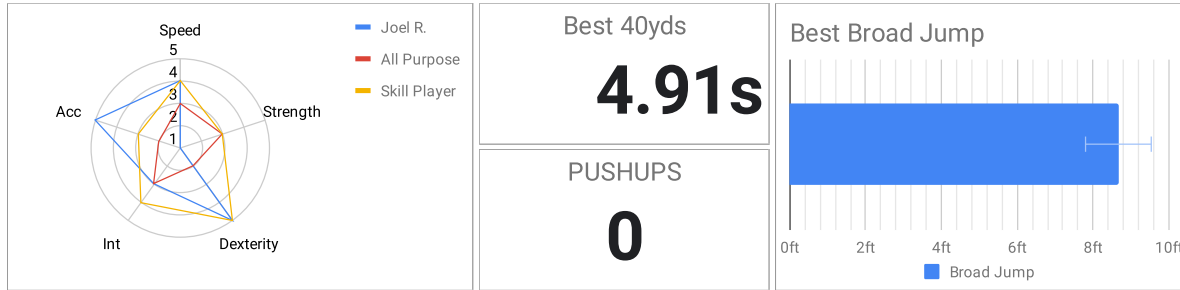 Speed
5
4
3
2
1
Acc
Strength
Int
Dexterity
Joel R.
All Purpose
Skill Player
Best 40yds
4.91s
PUSHUPS
0
Best Broad Jump
0ft 2ft 4ft 6ft 8ft 10ft
Broad Jump